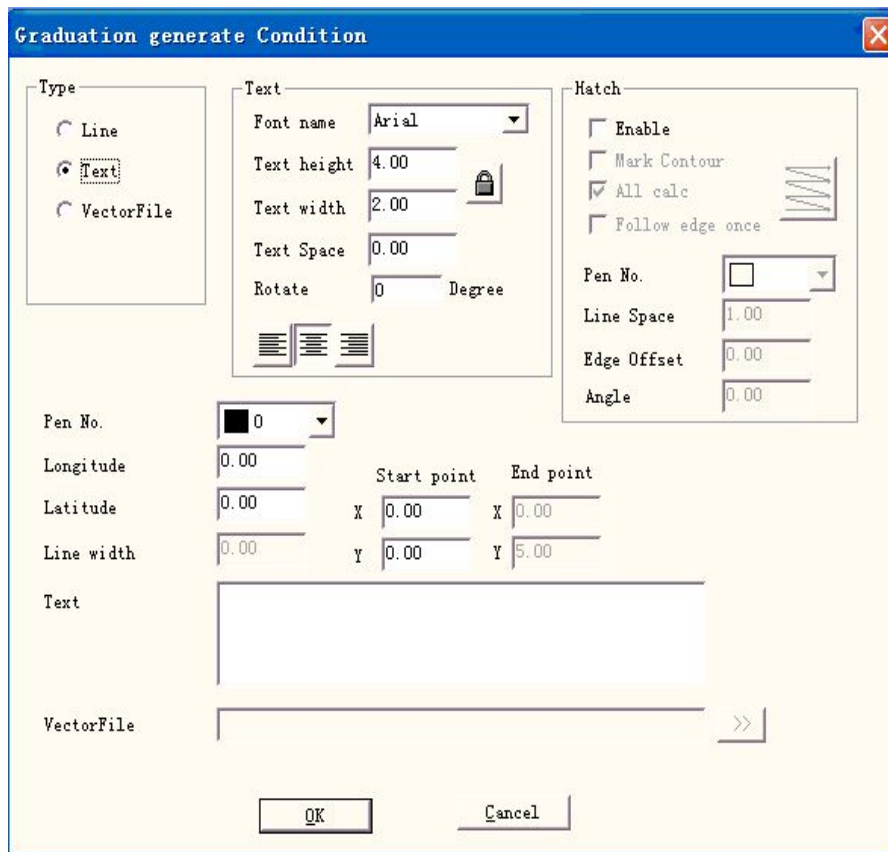 Graduation generate Condition
Type
Line
Text
VectorFile
Text
Font name Arial
Text height 4.00
Text width 2.00
Text Space 0.00
Rotate 0 Degree
Hatch
Enable
Mark Contour
All calc
Follow edge once
Pen No.
Line Space 1.00
Edge Offset 0.00
Angle 0.00
Pen No. 0
Longitude 0.00
Latitude 0.00
Line width 0.00
Start point End point
X 0.00 X 0.00
Y 0.00 Y 5.00
Text
VectorFile >>
OK Cancel